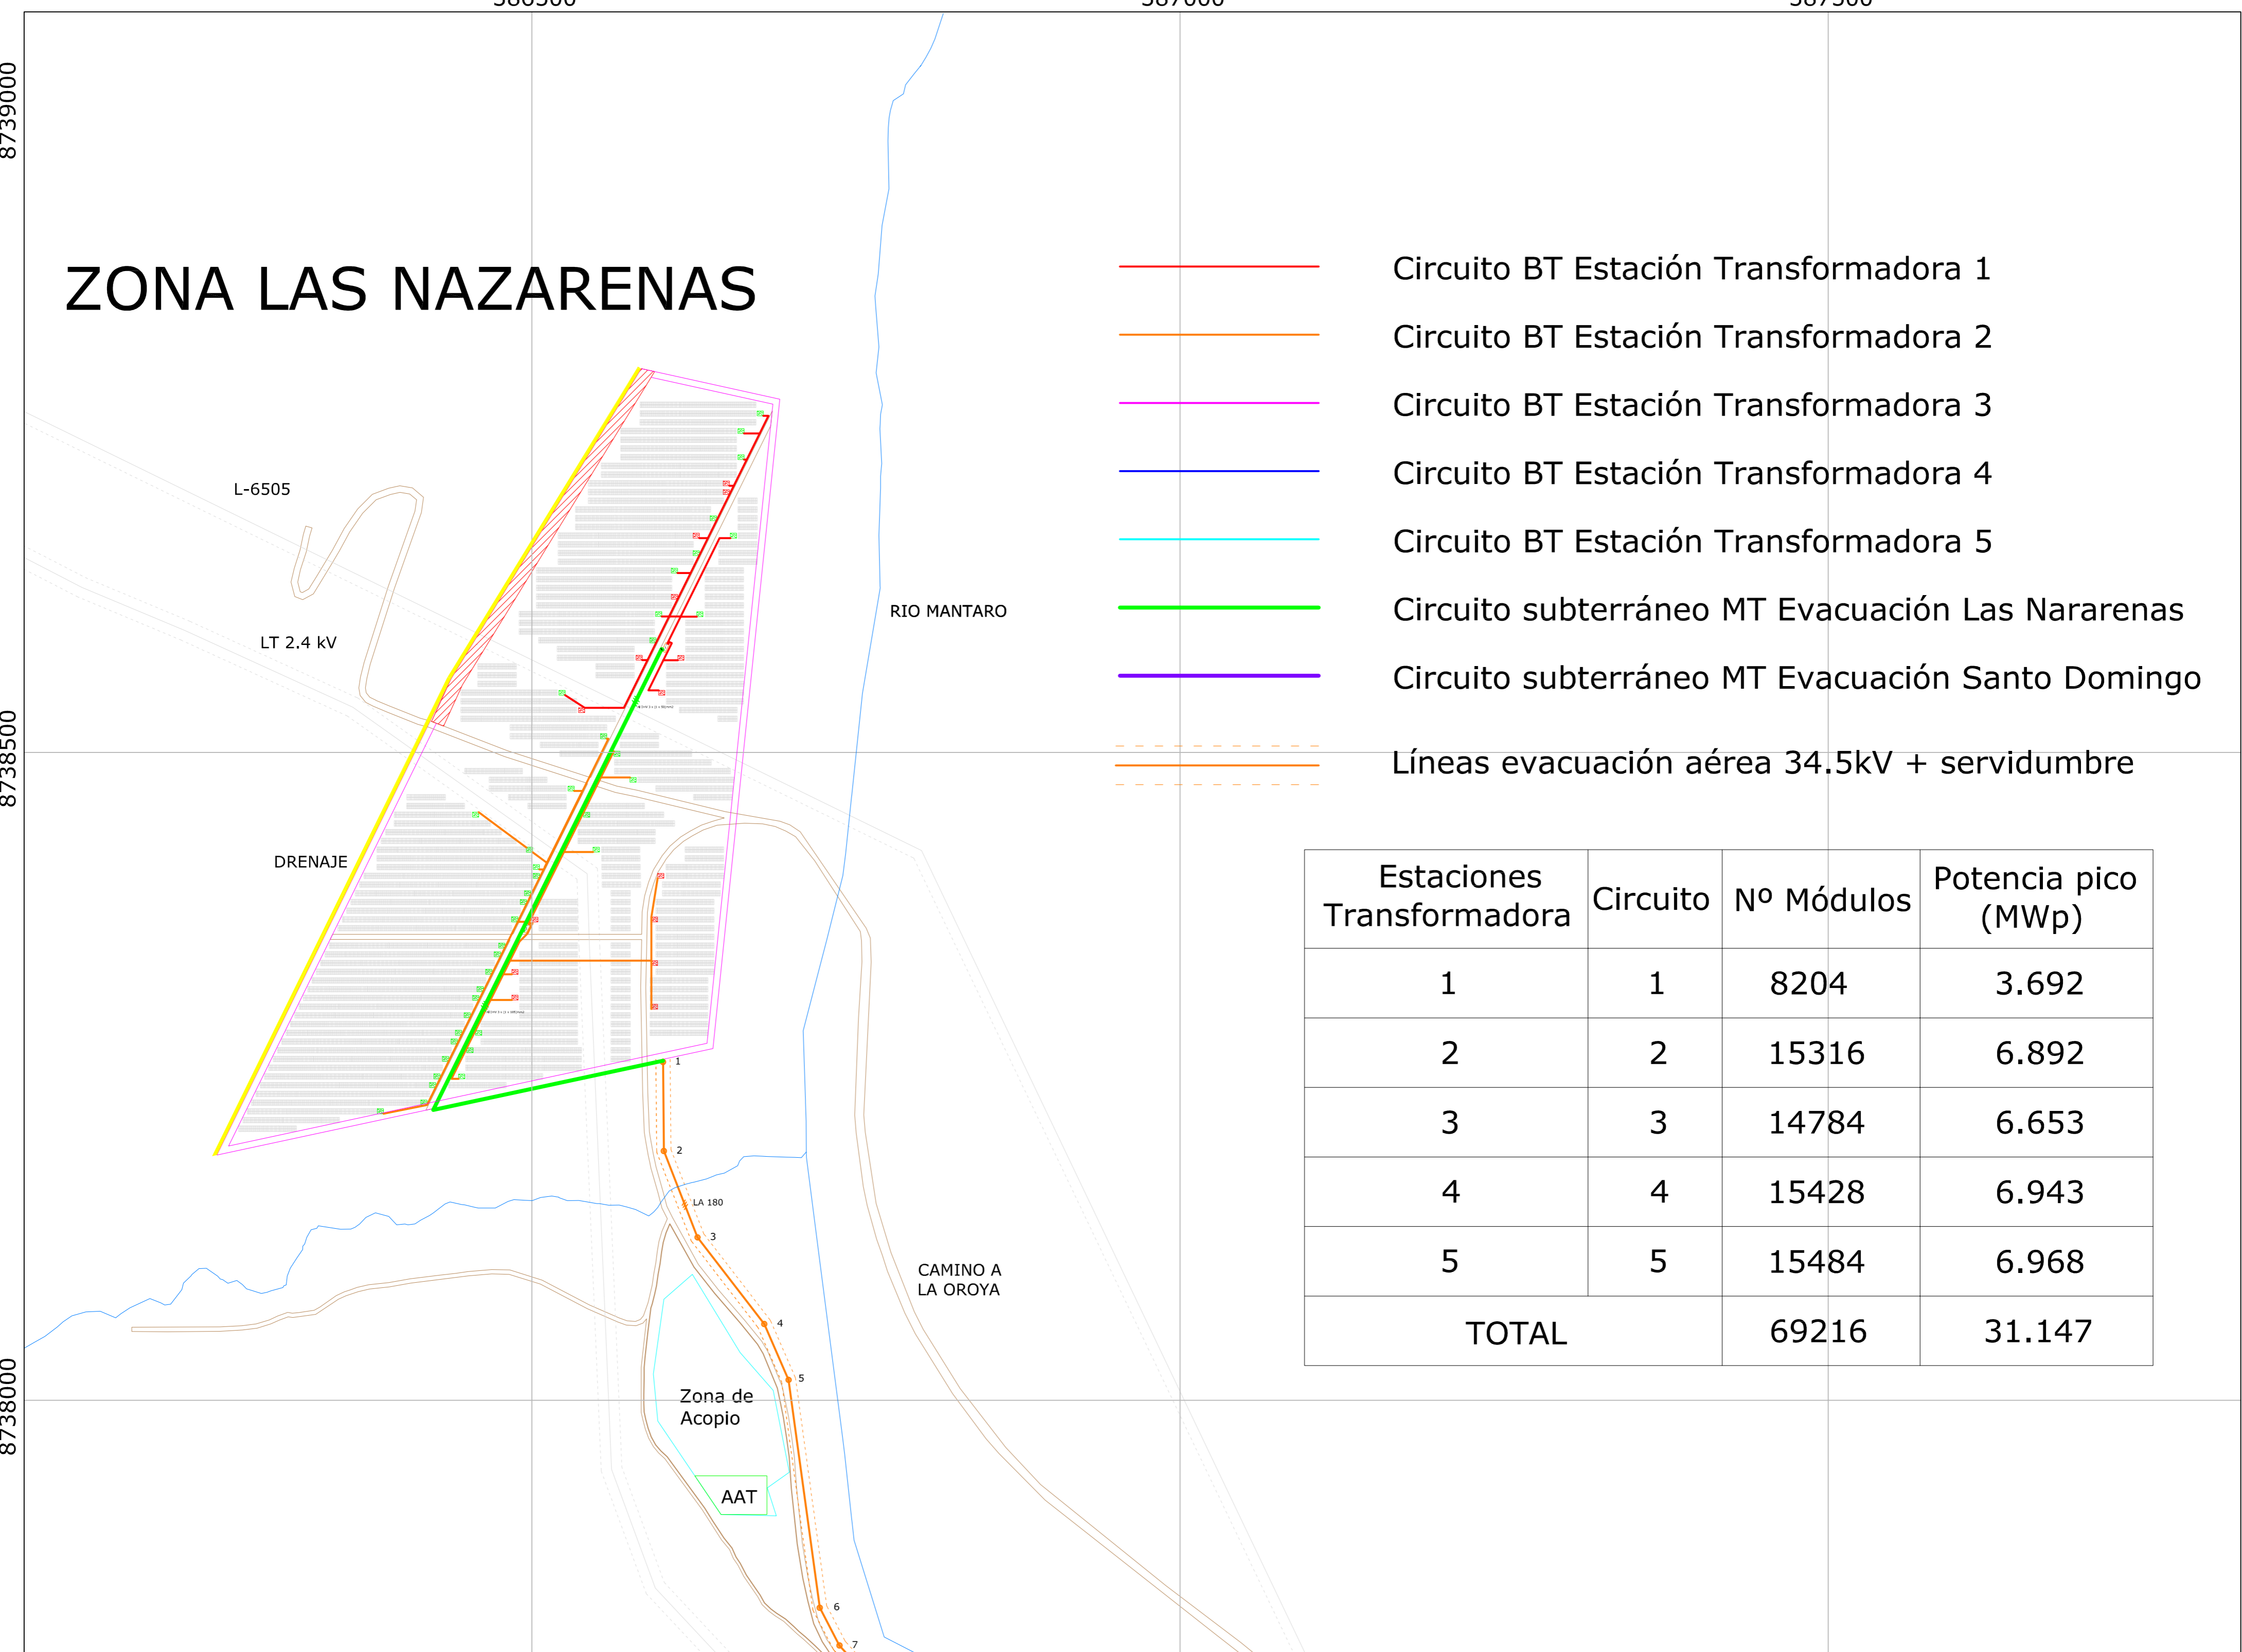 8739000
ZONA LAS NAZARENAS
L-6505
LT 2.4 kV
RIO MANTARO
8738500
DRENAJE
1
2
LA 180
3
CAMINO A
LA OROYA
4
5
8738000
Zona de
Acopio
AAT
6
7
Circuito BT Estación Transformadora 1
Circuito BT Estación Transformadora 2
Circuito BT Estación Transformadora 3
Circuito BT Estación Transformadora 4
Circuito BT Estación Transformadora 5
Circuito subterráneo MT Evacuación Las Nararenas
Circuito subterráneo MT Evacuación Santo Domingo
Líneas evacuación aérea 34.5kV + servidumbre
Estaciones Transformadora Circuito Nº Módulos Potencia pico (MWp)
1 1 8204 3.692
2 2 15316 6.892
3 3 14784 6.653
4 4 15428 6.943
5 5 15484 6.968
TOTAL 69216 31.147